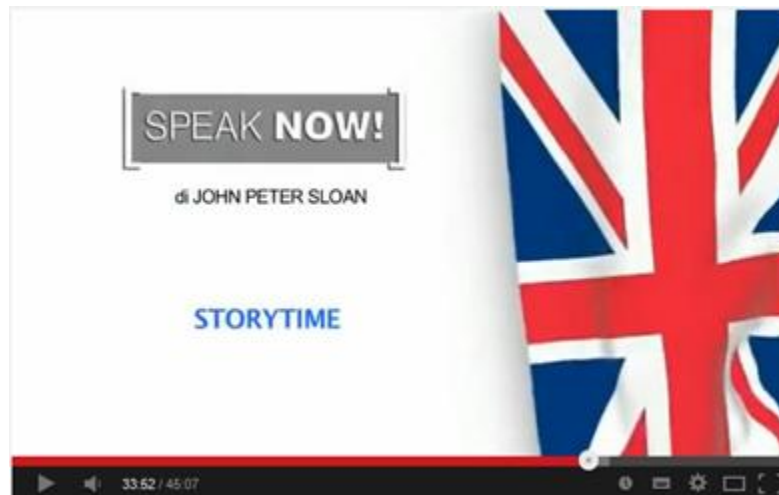 SPEAK NOW!
di JOHN PETER SLOAN
STORYTIME
33:52 / 45:07